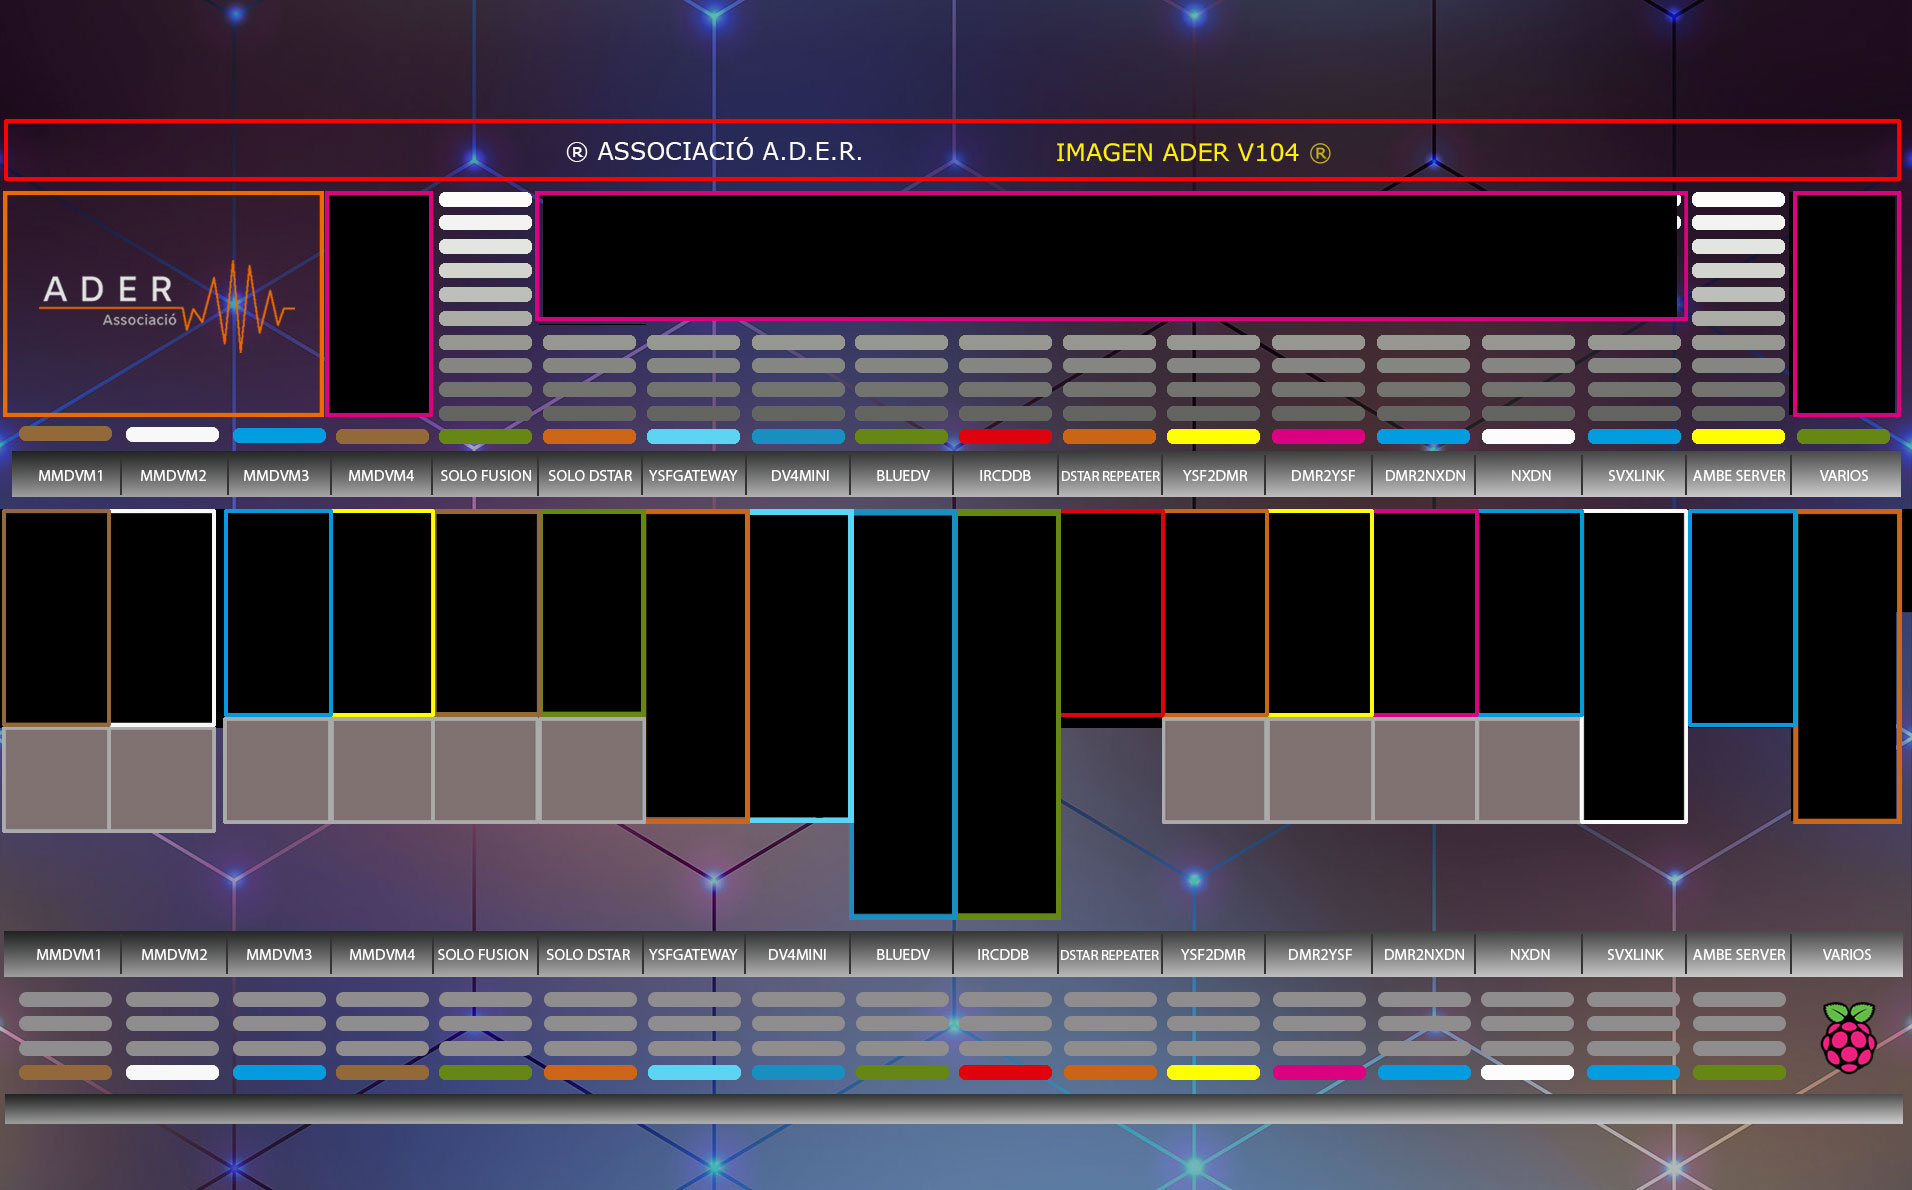 ® ASSOCIACIÓ A.D.E.R. IMAGEN ADER V104 ®
ADER
Associació
MMDVM1 MMDVM2 MMDVM3 MMDVM4 SOLO FUSION SOLO DSTAR YSFGATEWAY DV4MINI BLUEDV IRCDDB DSTAR REPEATER YSF2DMR DMR2YSF DMR2NXDN NXDN SVXLINK AMBE SERVER VARIOS
MMDVM1 MMDVM2 MMDVM3 MMDVM4 SOLO FUSION SOLO DSTAR YSFGATEWAY DV4MINI BLUEDV IRCDDB DSTAR REPEATER YSF2DMR DMR2YSF DMR2NXDN NXDN SVXLINK AMBE SERVER VARIOS